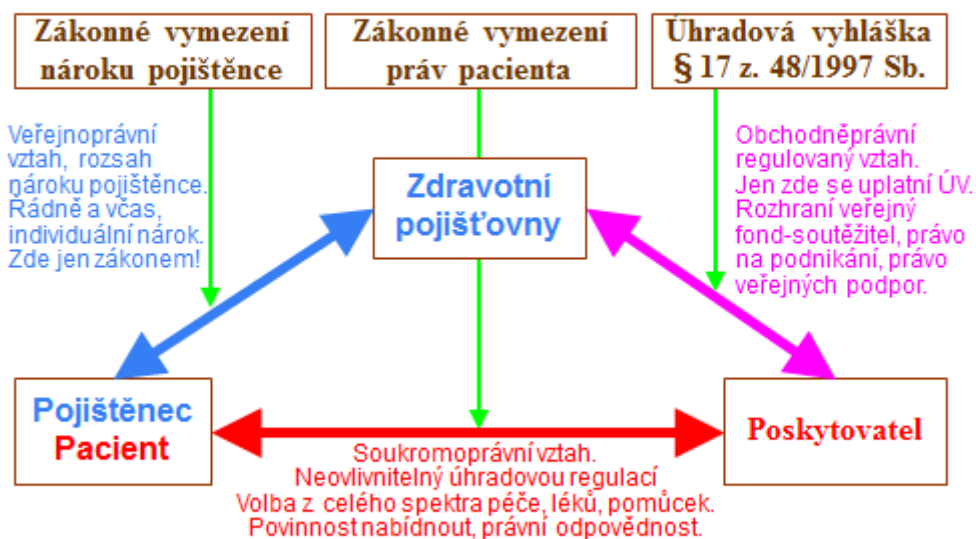 Zákonné vymezení
nároku pojištěnce
Zákonné vymezení
práv pacienta
Úhradová vyhláška
§ 17 z. 48/1997 Sb.
Veřejnoprávní
vztah, rozsah
nároku pojištěnce.
Rádně a včas,
individuální nárok.
Zde jen zákonem!
Zdravotní
pojišťovny
Obchodněprávní
regulovaný vztah.
Jen zde se uplatní ÚV.
Rozhraní veřejný
fond-soutěžitel, právo
na podnikání, právo
veřejných podpor.
Pojištěnec
Pacient
Poskytovatel
Soukromoprávní vztah.
Neovlivnitelný úhradovou regulací
Volba z celého spektra péče, léků, pomůcek.
Povinnost nabídnout, právní odpovědnost.